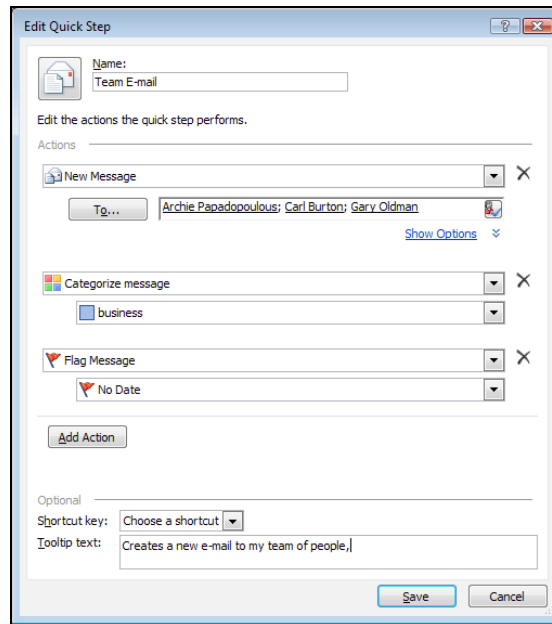 Edit Quick Step
Name:
Team E-mail
Edit the actions the quick step performs.
Actions
New Message
To...
Archie Papadopoulous; Carl Burton; Gary Oldman
Show Options
Categorize message
business
Flag Message
No Date
Add Action
Optional
Shortcut key: Choose a shortcut
Tooltip text: Creates a new e-mail to my team of people,
Save Cancel